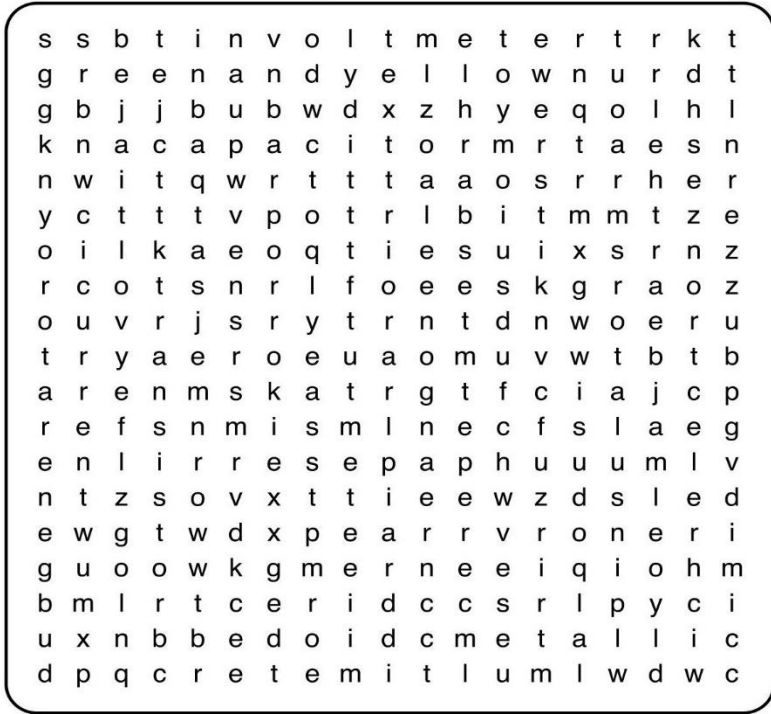 s s b t i n v o l t m e t e r t r k t
g r e e n a n d y e l l o w n u r d t
g b j j b u b w d x z h y e q o l h l
k n a c a p a c i t o r m r t a e s n
n w i t q w r t t t a a o s r r h e r
y c t t t v p o t r l b i t m m t z e
o i l k a e o q t i e s u i x s r n z
r c o t s n r l f o e e s k g r a o z
o u v r j s r y t r n t d n w o e r u
t r y a e r o e u a o m u v w t b t b
a r e n m s k a t r g t f c i a j c p
r e f s n m i s m l n e c f s l a e g
e n l i r r e s e p a p h u u u m l v
n t z s o v x t t i e e w z d s l e d
e w g t w d x p e a r r v r o n e r i
g u o o w k g m e r n e e i q i o h m
b m l r t c e r i d c c s r l p y c i
u x n b b e d o i d c m e t a l l i c
d p q c r e t e m i t l u m l w d w c